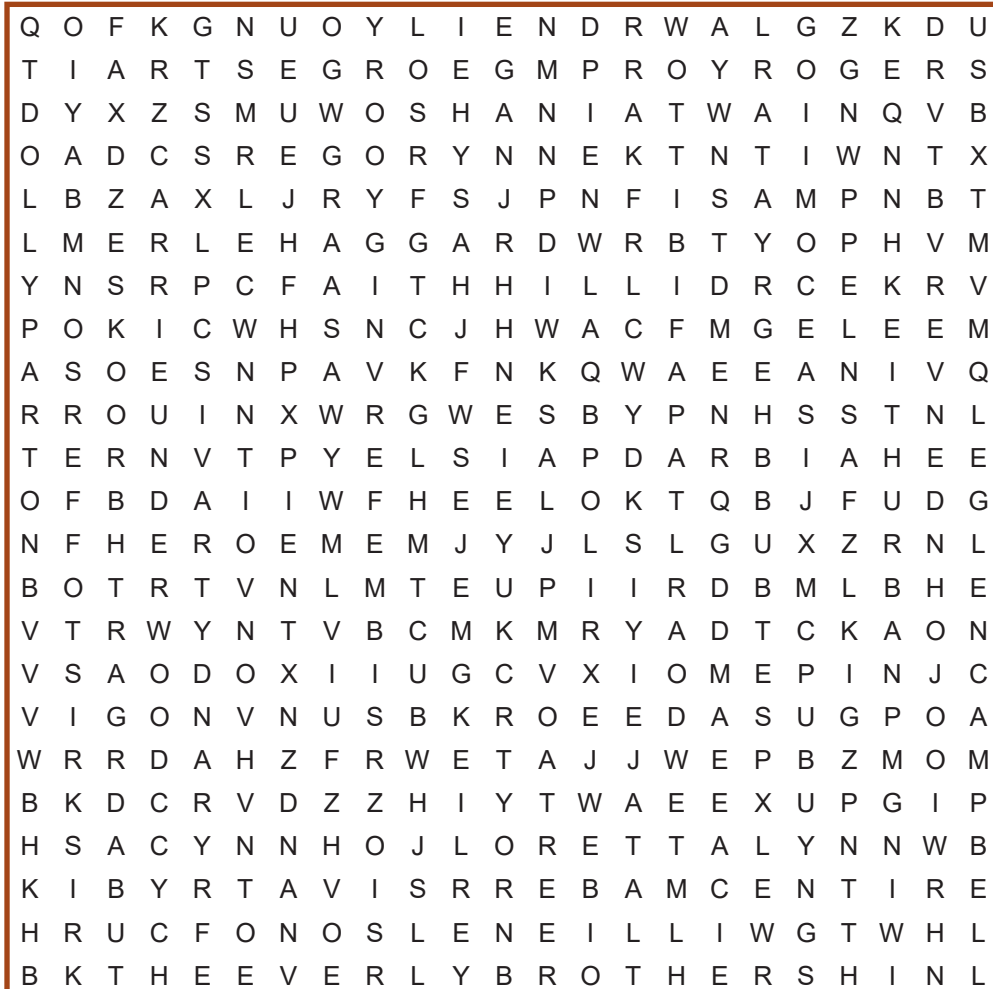 Q O F K G N U O Y L I E N D R W A L G Z K D U
T I A R T S E G R O E G M P R O Y R O G E R S
D Y X Z S M U W O S H A N I A T W A I N Q V B
O A D C S R E G O R Y N N E K T N T I W N T X
L B Z A X L J R Y F S J P N F I S A M P N B T
L M E R L E H A G G A R D W R B T Y O P H V M
Y N S R P C F A I T H H I L L I D R C E K R V
P O K I C W H S N C J H W A C F M G E L E E M
A S O E S N P A V K F N K Q W A E E A N I V Q
R R O U I N X W R G W E S B Y P N H S S T N L
T E R N V T P Y E L S I A P D A R B I A H E E
O F B D A I I W F H E E L O K T Q B J F U D G
N F H E R O E M E M J Y J L S L G U X Z R N L
B O T R T V N L M T E U P I I R D B M L B H E
V T R W Y N T V B C M K M R Y A D T C K A O N
V S A O D O X I I U G C V X I O M E P I N J C
V I G O N V N U S B K R O E E D A S U G P O A
W R R D A H Z F R W E T A J J W E P B Z M O M
B K D C R V D Z Z H I Y T W A E E X U P G I P
H S A C Y N N H O J L O R E T T A L Y N N W B
K I B Y R T A V I S R R E B A M C E N T I R E
H R U C F O N O S L E N E I L L I W G T W H L
B K T H E E V E R L Y B R O T H E R S H I N L